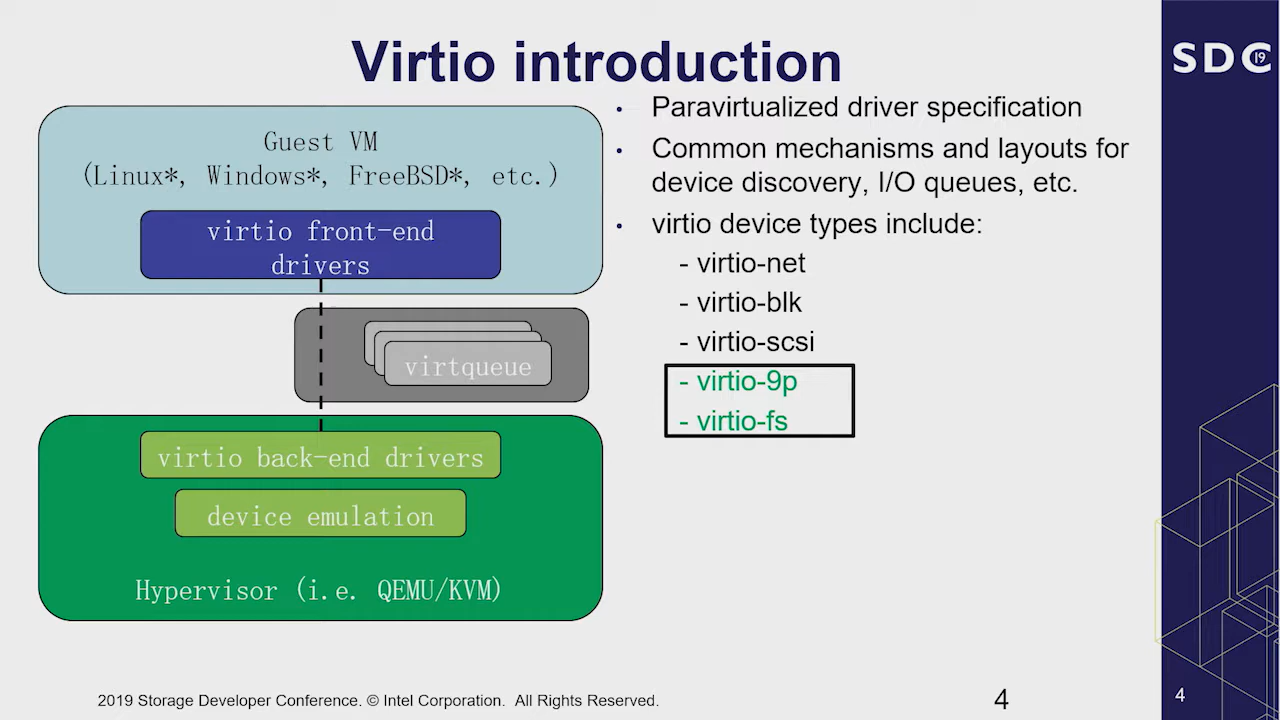 Virtio introduction
SDC 19
Guest VM
(Linux*, Windows*, FreeBSD*, etc.)
virtio front-end
drivers
virtqueue
virtio back-end drivers
device emulation
Hypervisor (i.e. QEMU/KVM)
• Paravirtualized driver specification
• Common mechanisms and layouts for
device discovery, I/O queues, etc.
• virtio device types include:
- virtio-net
- virtio-blk
- virtio-scsi
- virtio-9p
- virtio-fs
2019 Storage Developer Conference. © Intel Corporation. All Rights Reserved.
4
4